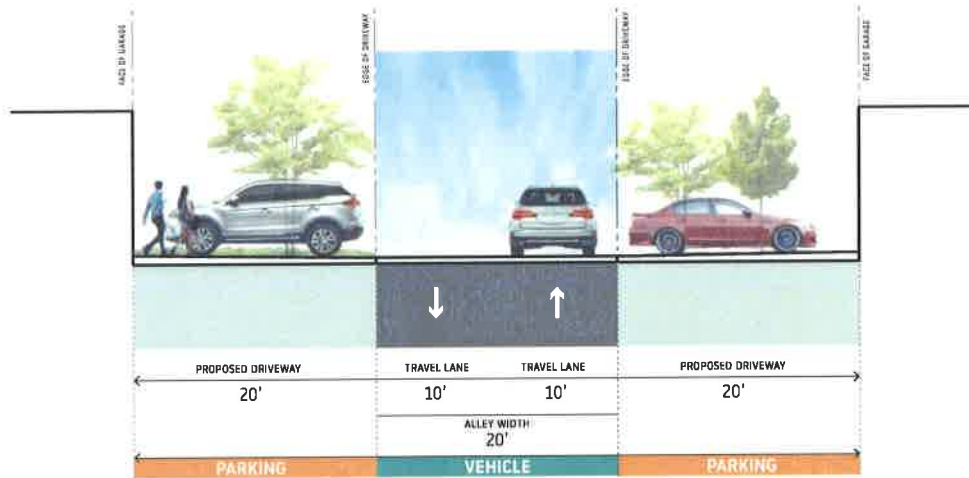 FACE OF GARAGE
EDGE OF DRIVEWAY
EDGE OF DRIVEWAY
FACE OF GARAGE
PROPOSED DRIVEWAY
TRAVEL LANE
TRAVEL LANE
PROPOSED DRIVEWAY
20'
10'
10'
20'
ALLEY WIDTH
20'
PARKING
VEHICLE
PARKING